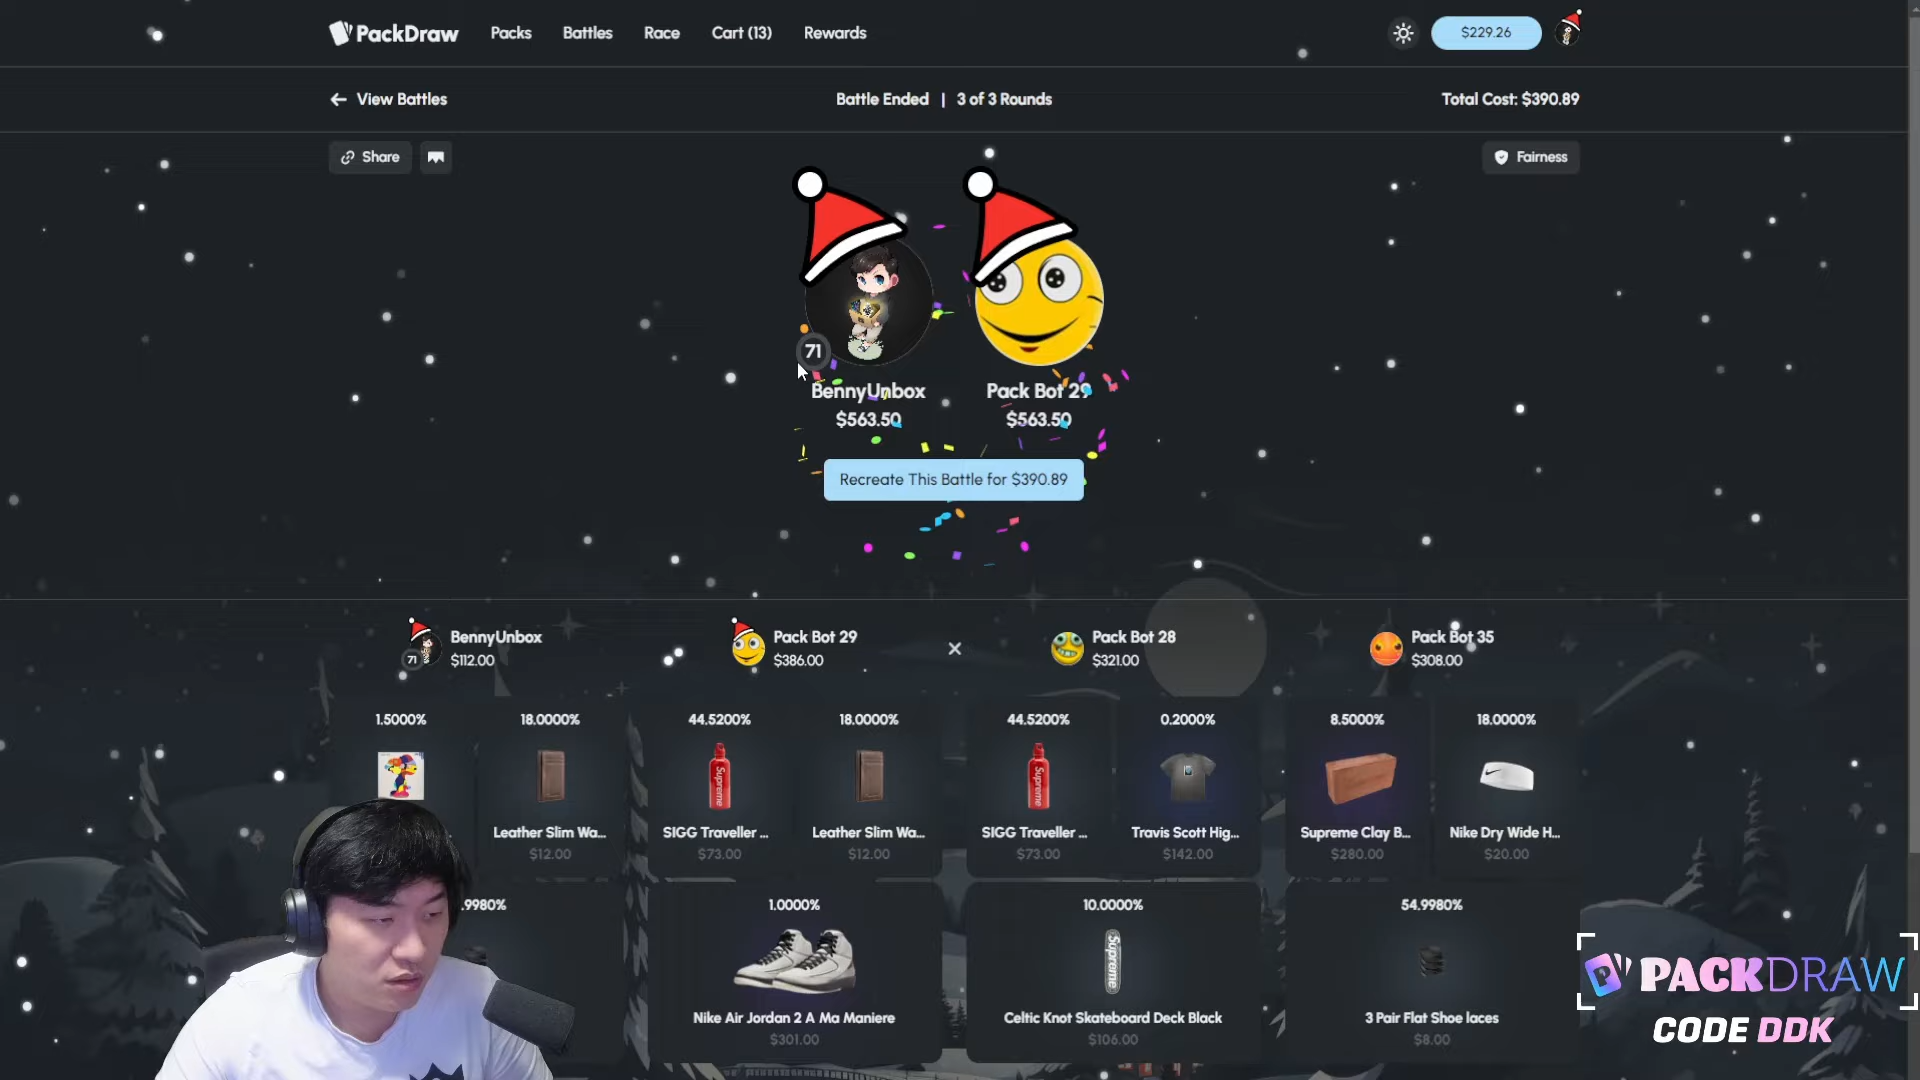 PackDraw
Packs
Battles
Race
Cart (13)
Rewards
$229.26
View Battles
Battle Ended | 3 of 3 Rounds
Total Cost: $390.89
Share
Fairness
71
BennyUnbox
$563.50
Pack Bot 29
$563.50
Recreate This Battle for $390.89
71
BennyUnbox
$112.00
Pack Bot 29
$386.00
Pack Bot 28
$321.00
Pack Bot 35
$308.00
1.5000%
18.0000%
44.5200%
18.0000%
44.5200%
0.2000%
8.5000%
18.0000%
Supreme
Supreme
Leather Slim Wa...
SIGG Traveller ...
Leather Slim Wa...
SIGG Traveller ...
Travis Scott Hig...
Supreme Clay B...
Nike Dry Wide H...
$12.00
$73.00
$12.00
$73.00
$142.00
$280.00
$20.00
.9980%
1.0000%
10.0000%
54.9980%
Supreme
Nike Air Jordan 2 A Ma Maniere
Celtic Knot Skateboard Deck Black
3 Pair Flat Shoe laces
$301.00
$106.00
$8.00
PACKDRAW
CODE DDK